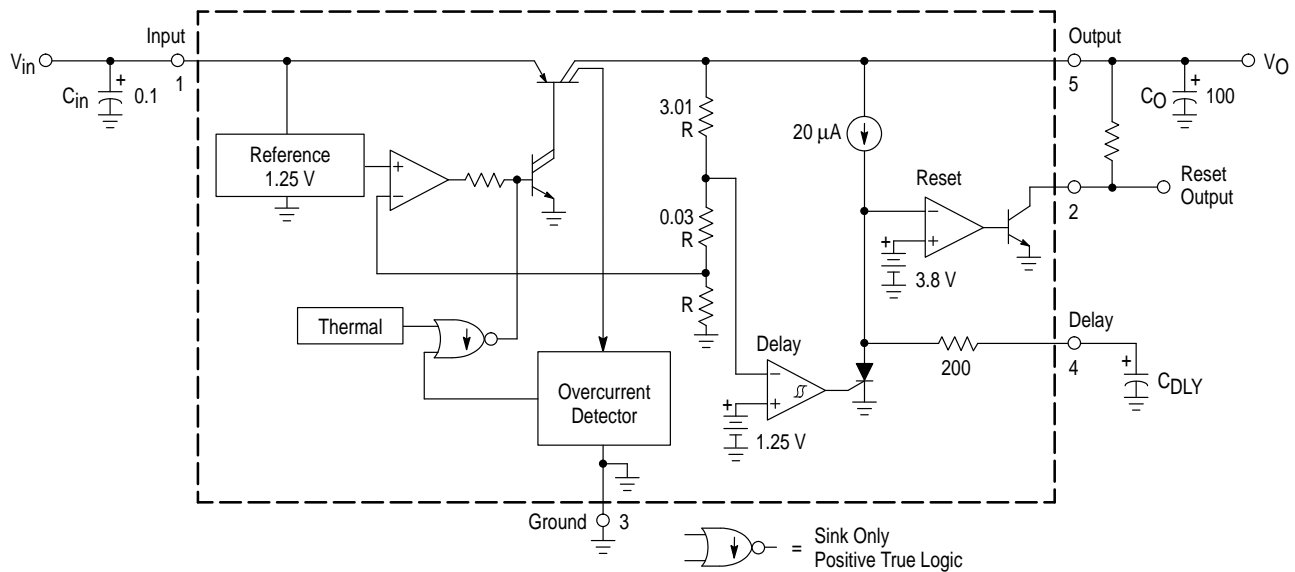 Input
Output
Vin
1
Cin
+
0.1
5
VO
CO
+
100
3.01
R
20 μA
Reference
1.25 V
+
−
Reset
−
+
2
Reset
Output
0.03
R
+
3.8 V
R
Thermal
Delay
Delay
−
+
200
4
+
CDLY
Overcurrent
Detector
+
1.25 V
Ground
3
= Sink Only
Positive True Logic